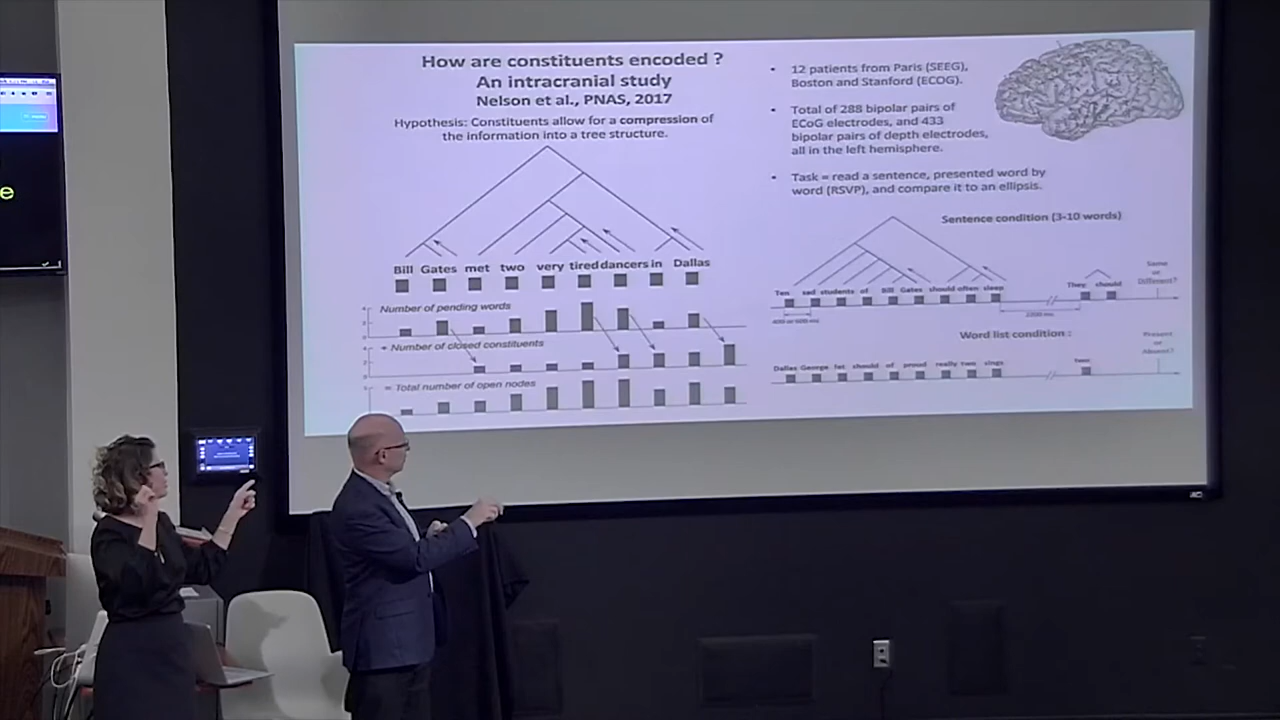 How are constituents encoded ?
An intracranial study
Nelson et al., PNAS, 2017
Hypothesis: Constituents allow for a compression of
the information into a tree structure.
Bill Gates met two very tired dancers in Dallas
Number of pending words
+ Number of closed constituents
= Total number of open nodes
• 12 patients from Paris (SEEG),
Boston and Stanford (ECOG).
• Total of 288 bipolar pairs of
ECoG electrodes, and 433
bipolar pairs of depth electrodes,
all in the left hemisphere.
• Task = read a sentence, presented word by
word (RSVP), and compare it to an ellipsis.
Sentence condition (3-10 words)
Ten sad students of Bill Gates should often sleep
They should
Same
or
Different?
Word list condition :
Present
or
Absent?
Dallas George fat should of proud really two sings
two
e